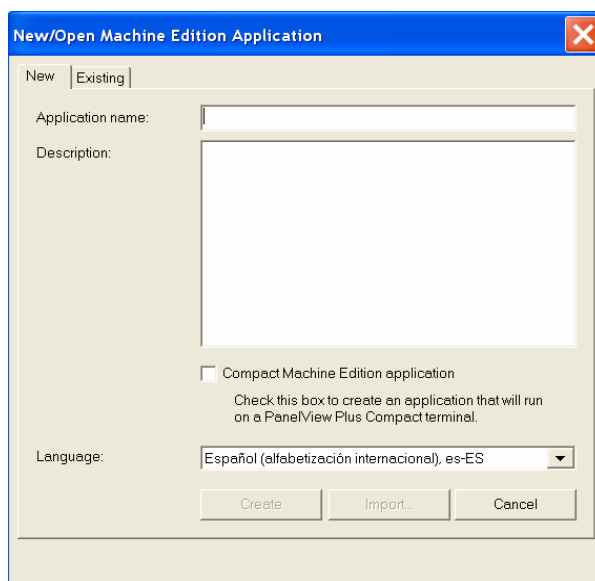 New/Open Machine Edition Application
New
Existing
Application name:
Description:
Compact Machine Edition application
Check this box to create an application that will run
on a PanelView Plus Compact terminal.
Language:
Español (alfabetización internacional), es-ES
Create
Import...
Cancel